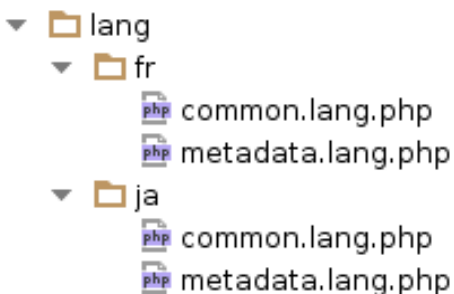 lang
fr
php common.lang.php
php metadata.lang.php
ja
php common.lang.php
php metadata.lang.php